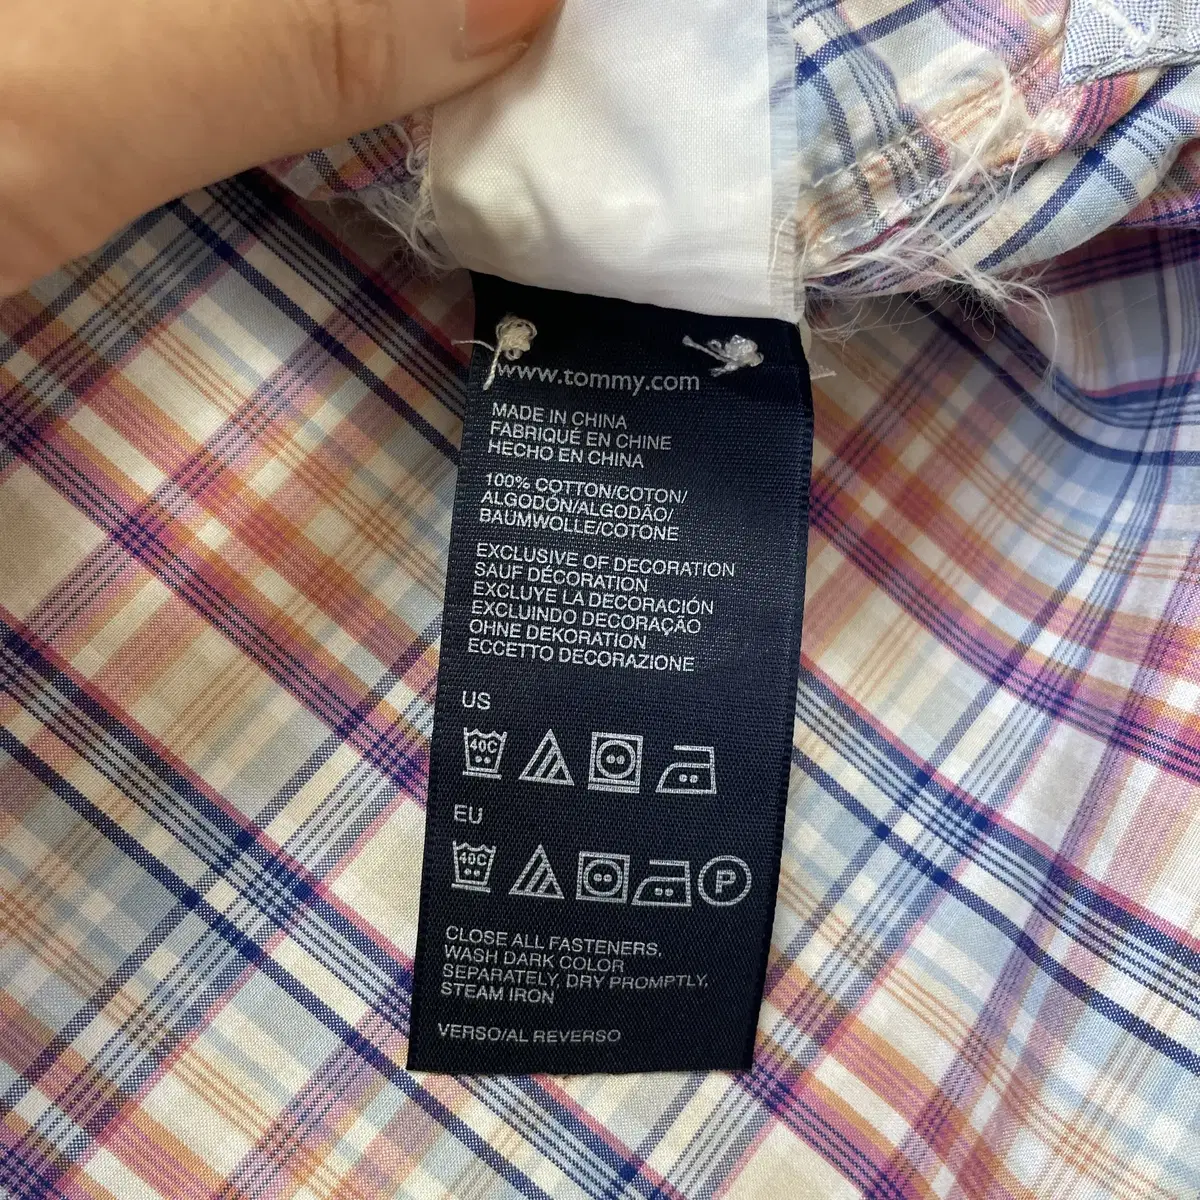 www.tommy.com
MADE IN CHINA
FABRIQUÉ EN CHINE
HECHO EN CHINA
100% COTTON/COTON/
ALGODÓN/ALGODÃO/
BAUMWOLLE/COTONE
EXCLUSIVE OF DECORATION
SAUF DÉCORATION
EXCLUYE LA DECORACIÓN
EXCLUINDO DECORAÇÃO
OHNE DEKORATION
ECCETTO DECORAZIONE
US
40C
EU
40C P
CLOSE ALL FASTENERS,
WASH DARK COLOR
SEPARATELY, DRY PROMPTLY,
STEAM IRON
VERSO/AL REVERSO